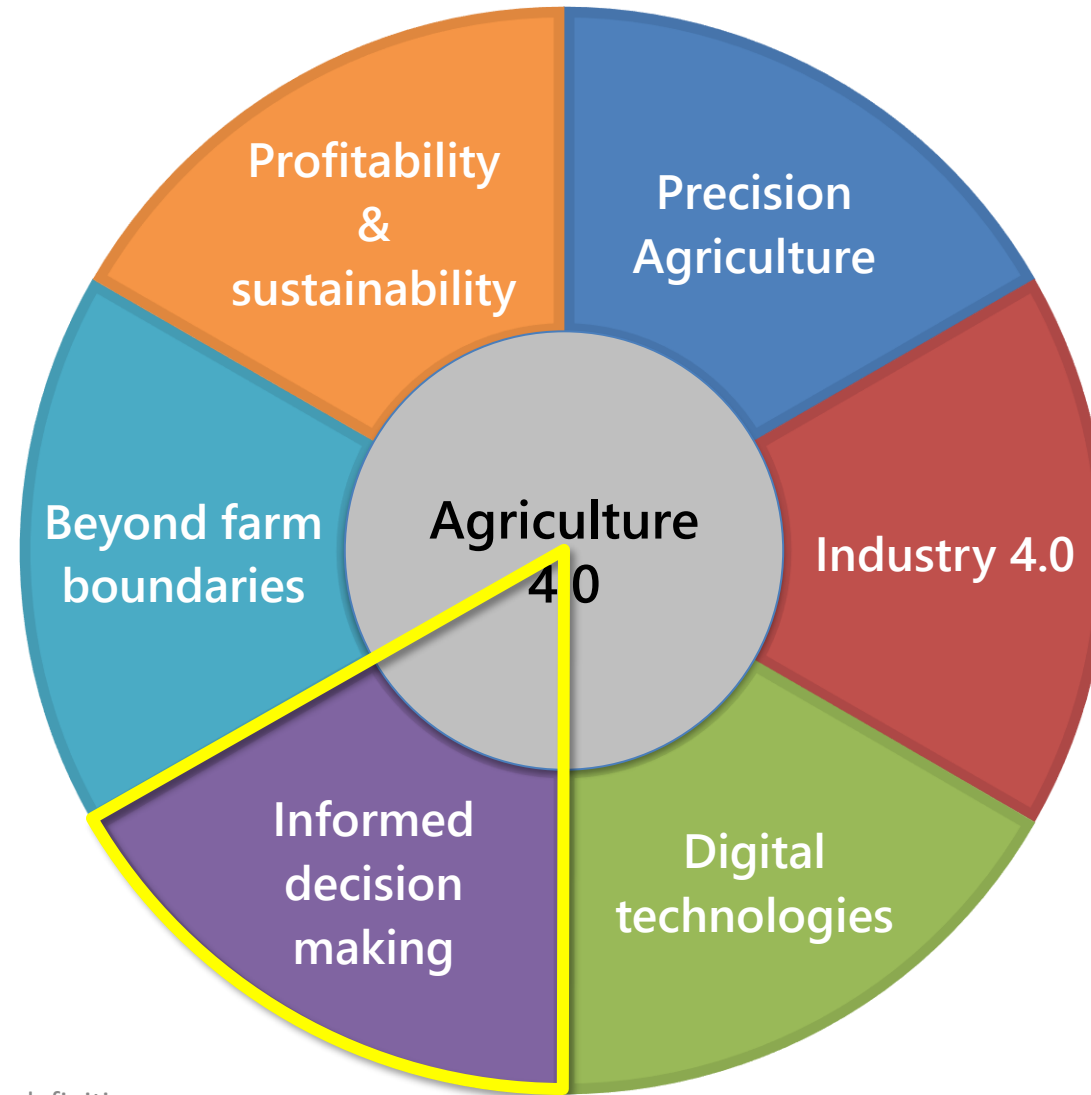 Profitability
&
sustainability
Precision
Agriculture
Beyond farm
boundaries
Agriculture
4.0
Industry 4.0
Informed
decision
making
Digital
technologies